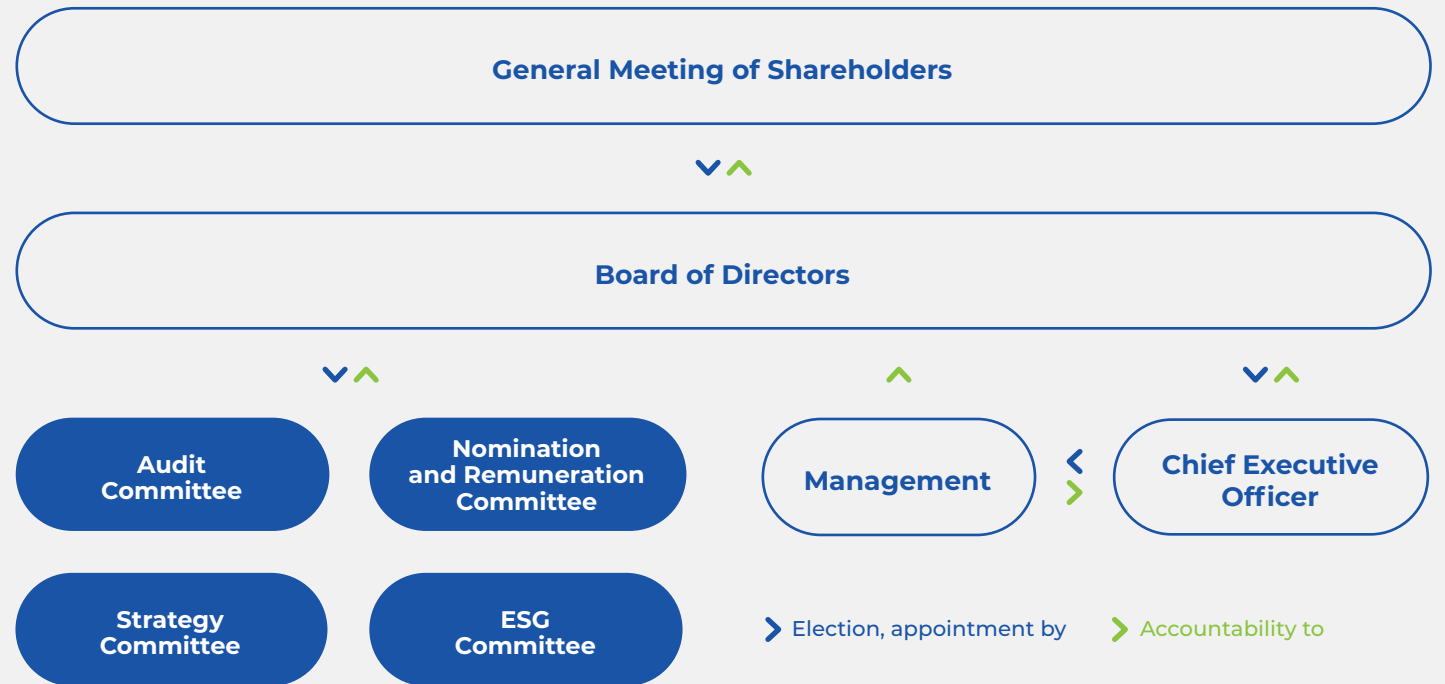 General Meeting of Shareholders
Board of Directors
Audit
Committee
Nomination
and Remuneration
Committee
Management
Chief Executive
Officer
Strategy
Committee
ESG
Committee
Election, appointment by
Accountability to